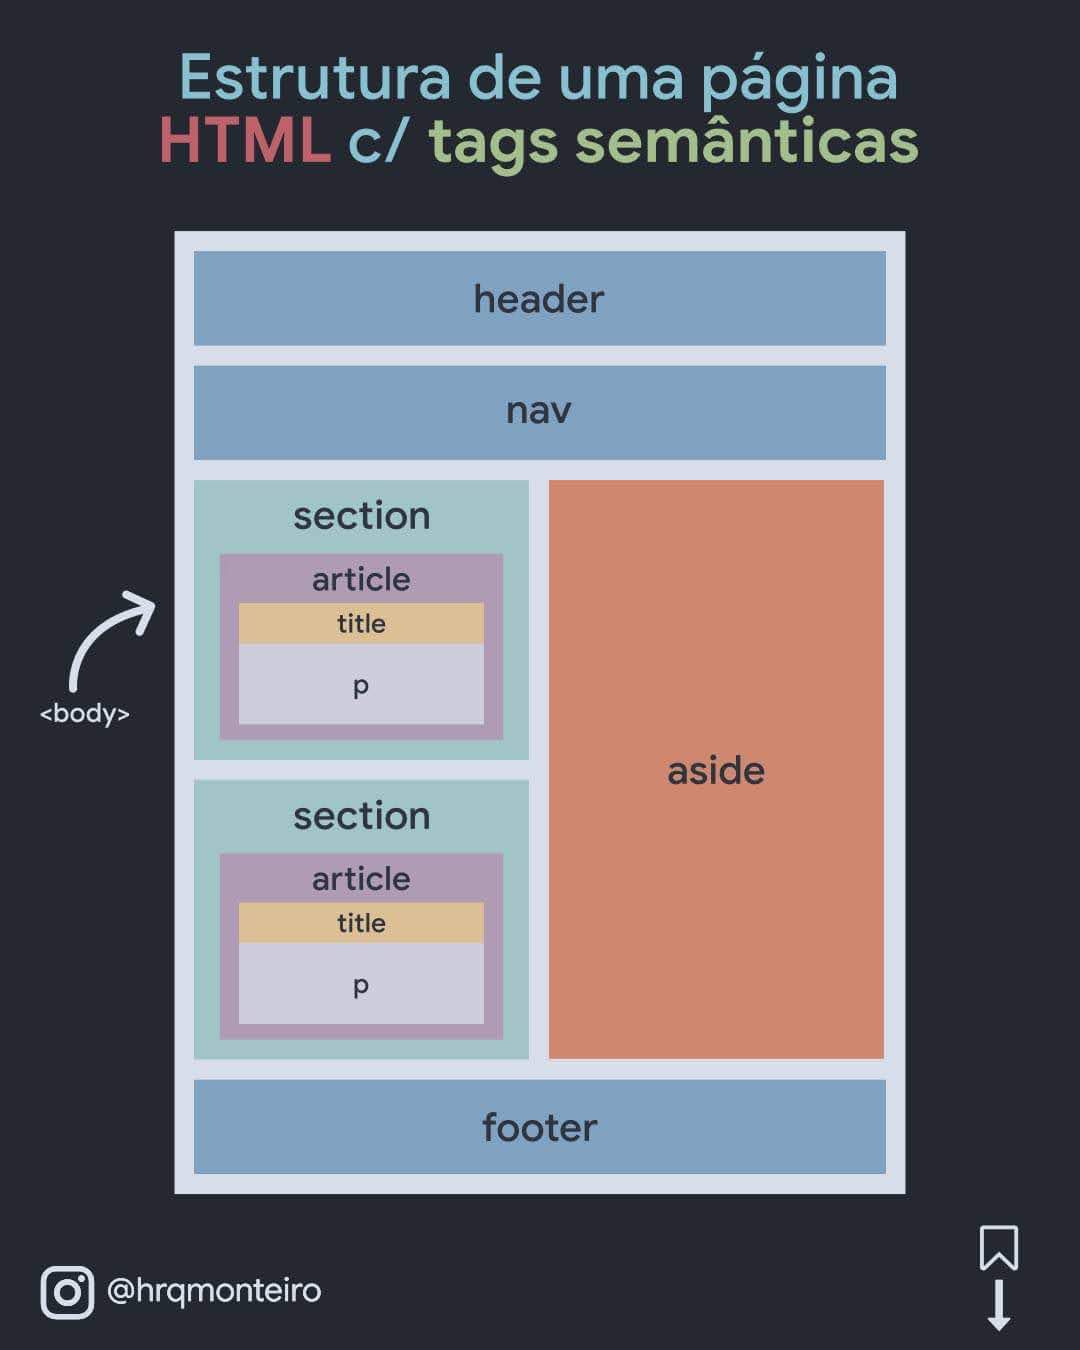 Estrutura de uma página
HTML c/ tags semânticas
header
nav
section
article
title
p
<body>
aside
section
article
title
p
footer
@hrqmonteiro